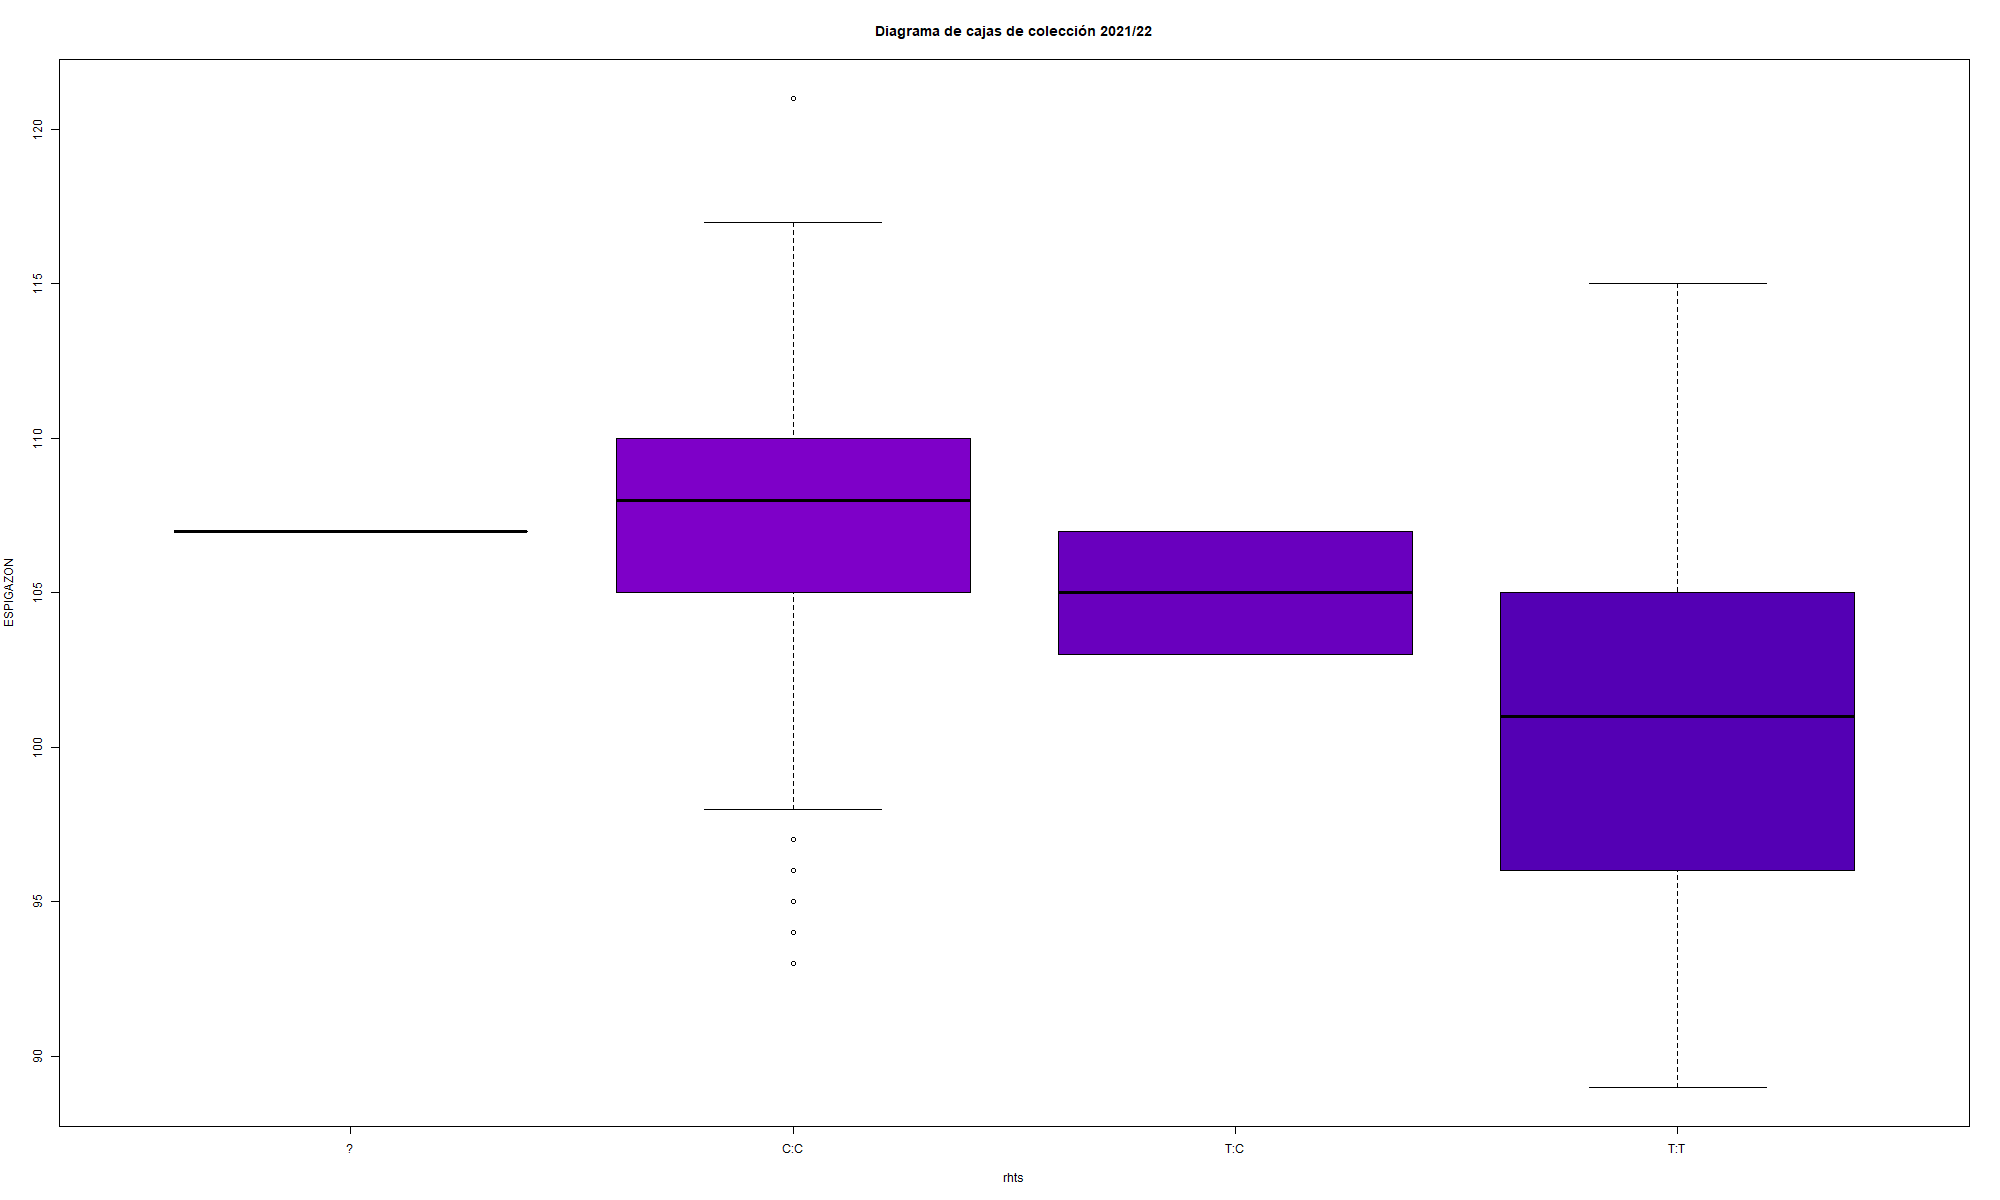 Diagrama de cajas de colección 2021/22
120
115
110
105
100
95
90
ESPIGAZON
? C:C T:C T:T
rhts